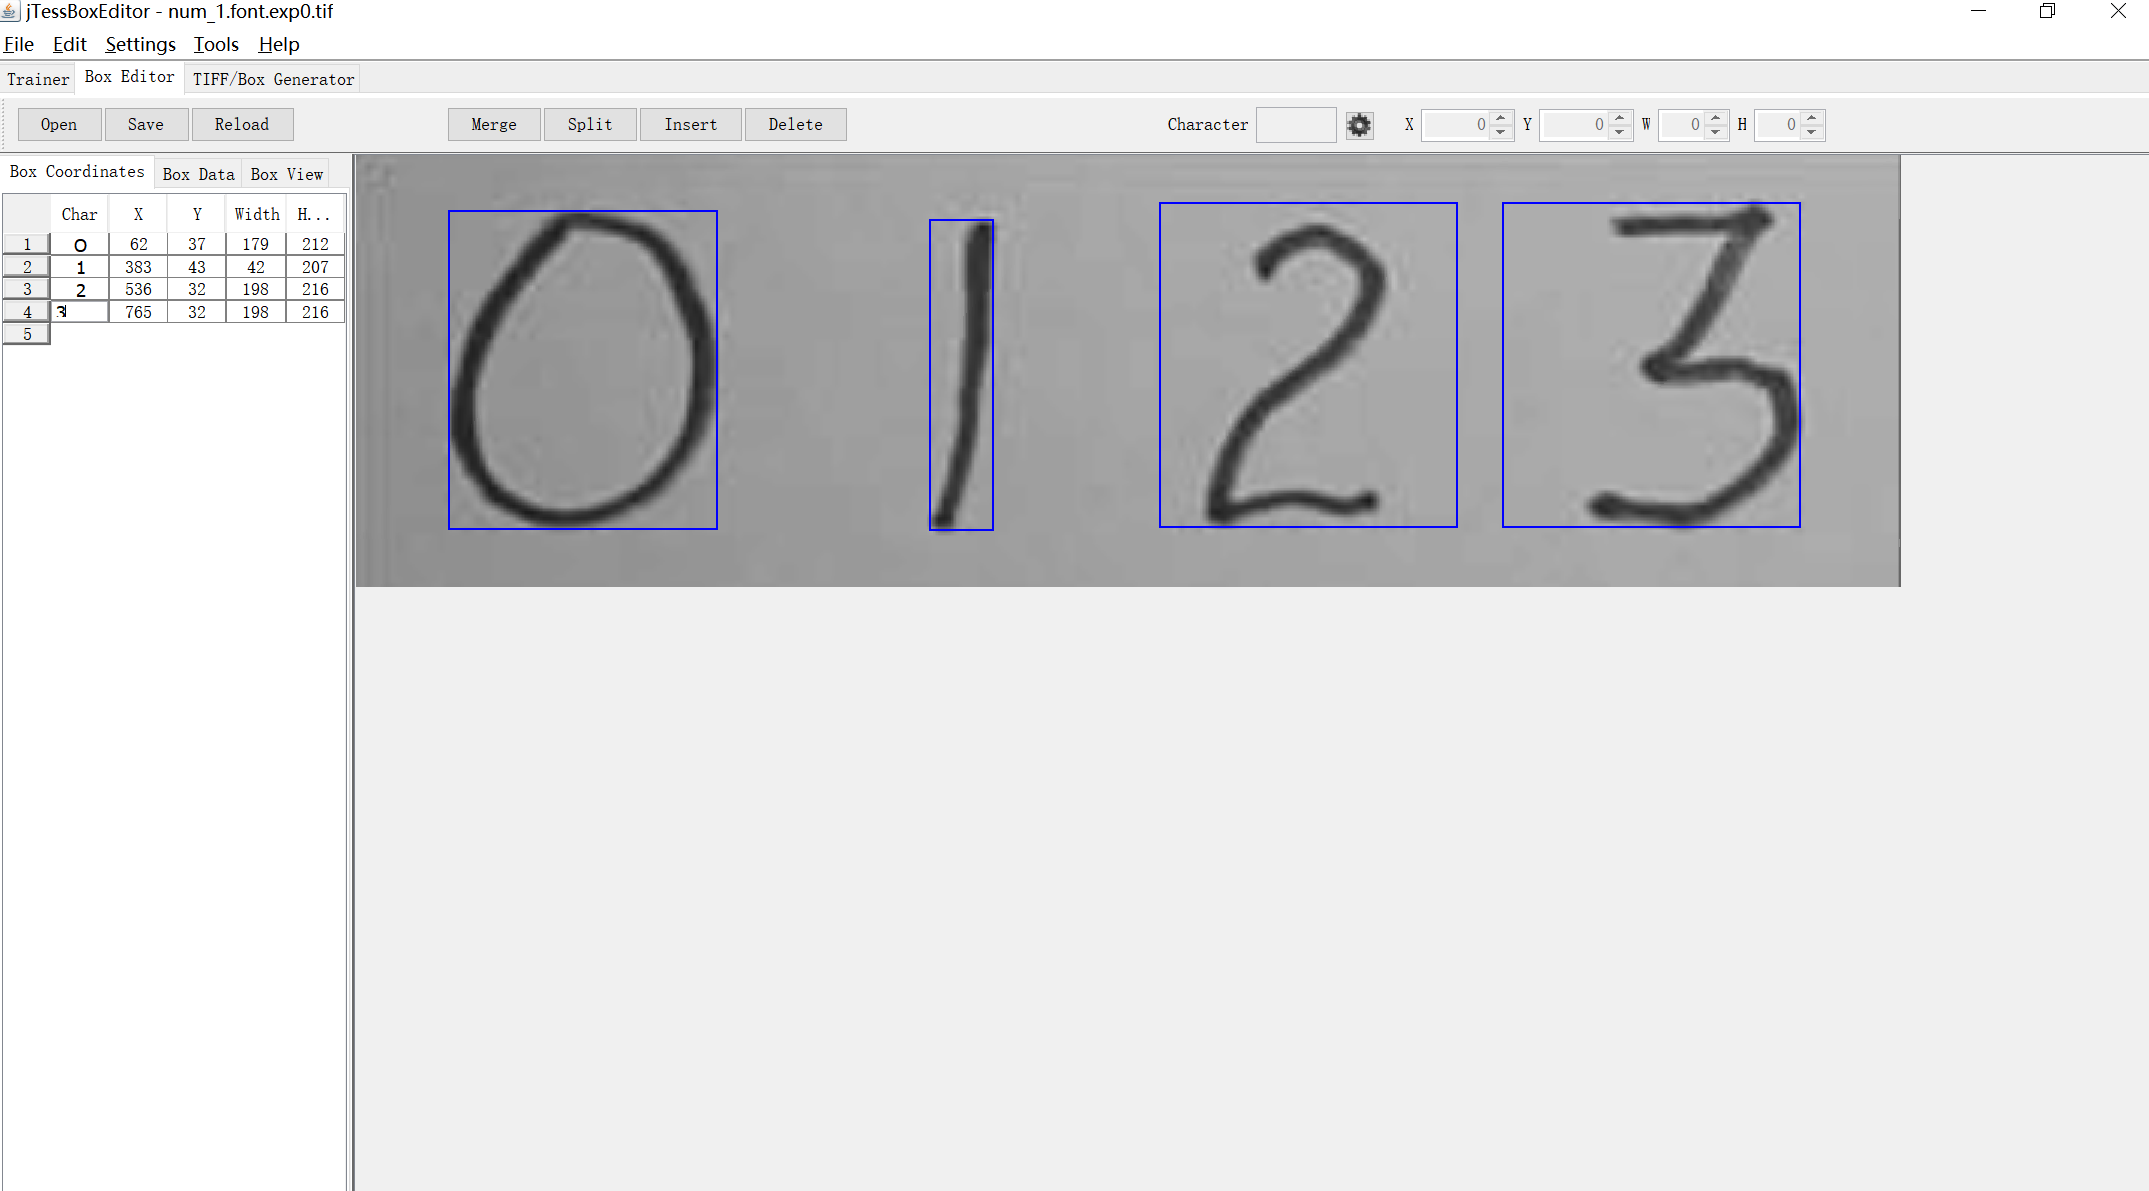 jTessBoxEditor - num_1.font.exp0.tif
File Edit Settings Tools Help
Trainer Box Editor TIFF/Box Generator
Open Save Reload Merge Split Insert Delete Character X 0 Y 0 W 0 H 0
Box Coordinates Box Data Box View
Char X Y Width H...
1 0 62 37 179 212
2 1 383 43 42 207
3 2 536 32 198 216
4 3 765 32 198 216
5
0 1 2 3